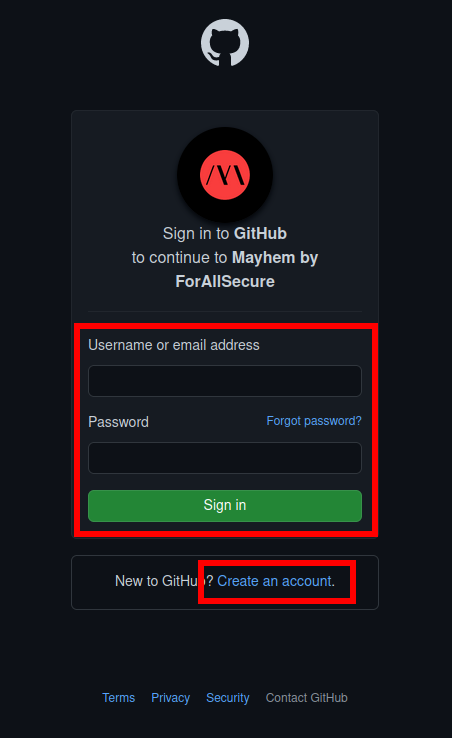 Sign in to GitHub
to continue to Mayhem by
ForAllSecure
Username or email address
Password Forgot password?
Sign in
New to GitHub? Create an account.
Terms Privacy Security Contact GitHub